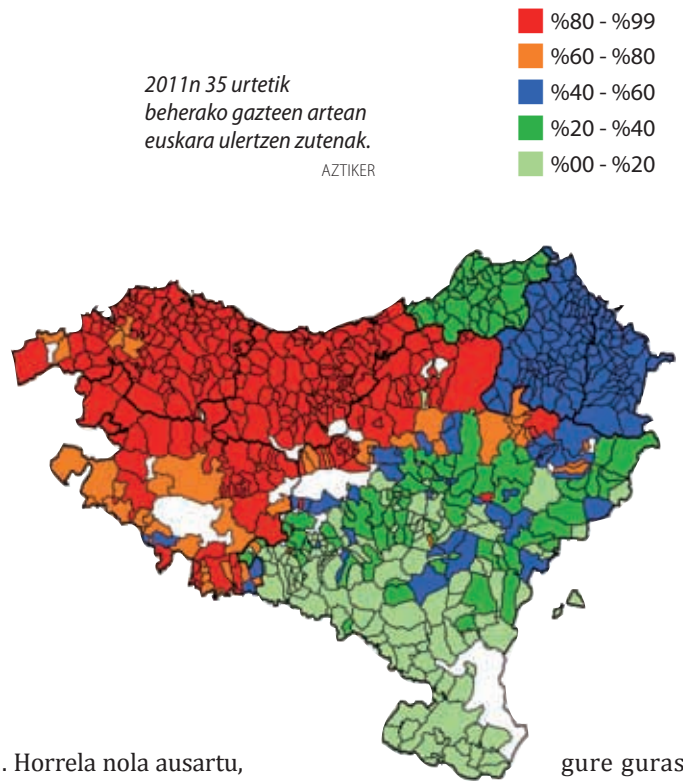 %80 - %99
%60 - %80
%40 - %60
%20 - %40
%00 - %20
2011n 35 urtetik
beherako gazteen artean
euskara ulertzen zutenak.
AZTIKER
. Horrela nola ausartu,
gure guras